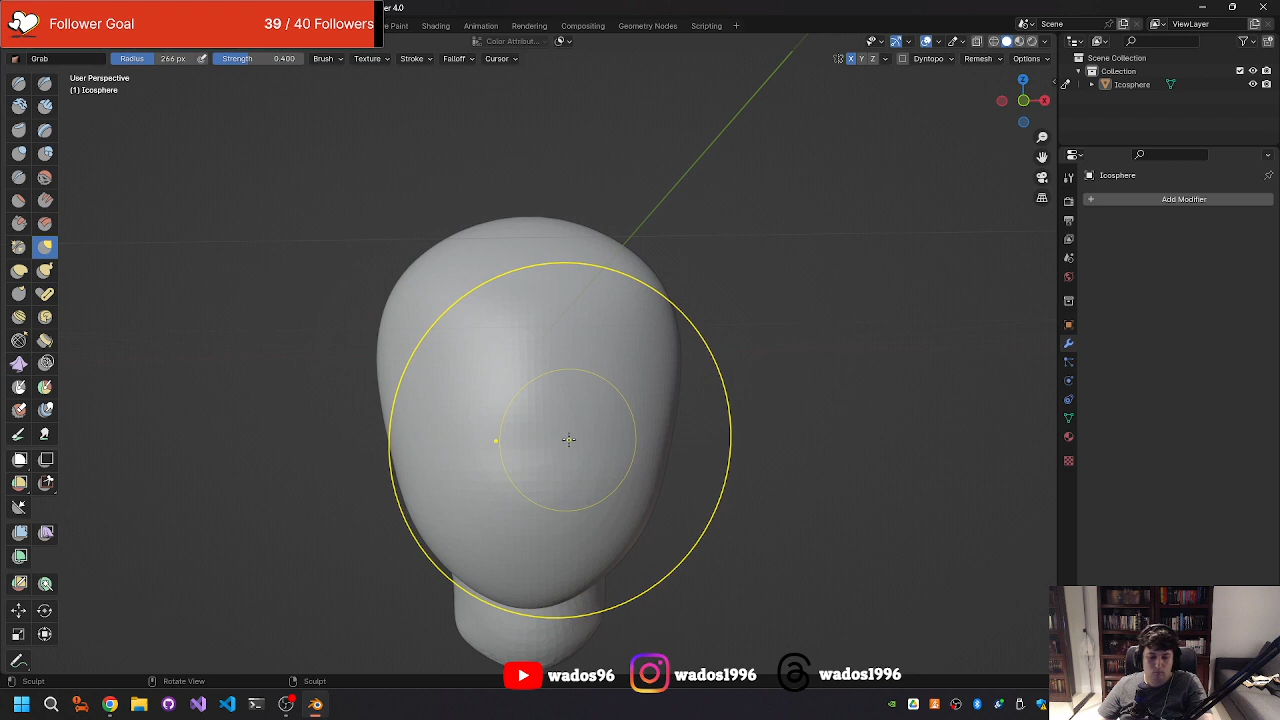 Follower Goal 39 / 40 Followers
4.0
e Paint Shading Animation Rendering Compositing Geometry Nodes Scripting +
Scene
ViewLayer
Color Attribut...
Grab Radius 266 px Strength 0.400 Brush Texture Stroke Falloff Cursor
X Y Z Dyntopo Remesh Options
User Perspective
(1) Icosphere
Z
X
Scene Collection
Collection
Icosphere
Icosphere
+ Add Modifier
Sculpt Rotate View Sculpt
wados96 wados1996 wados1996